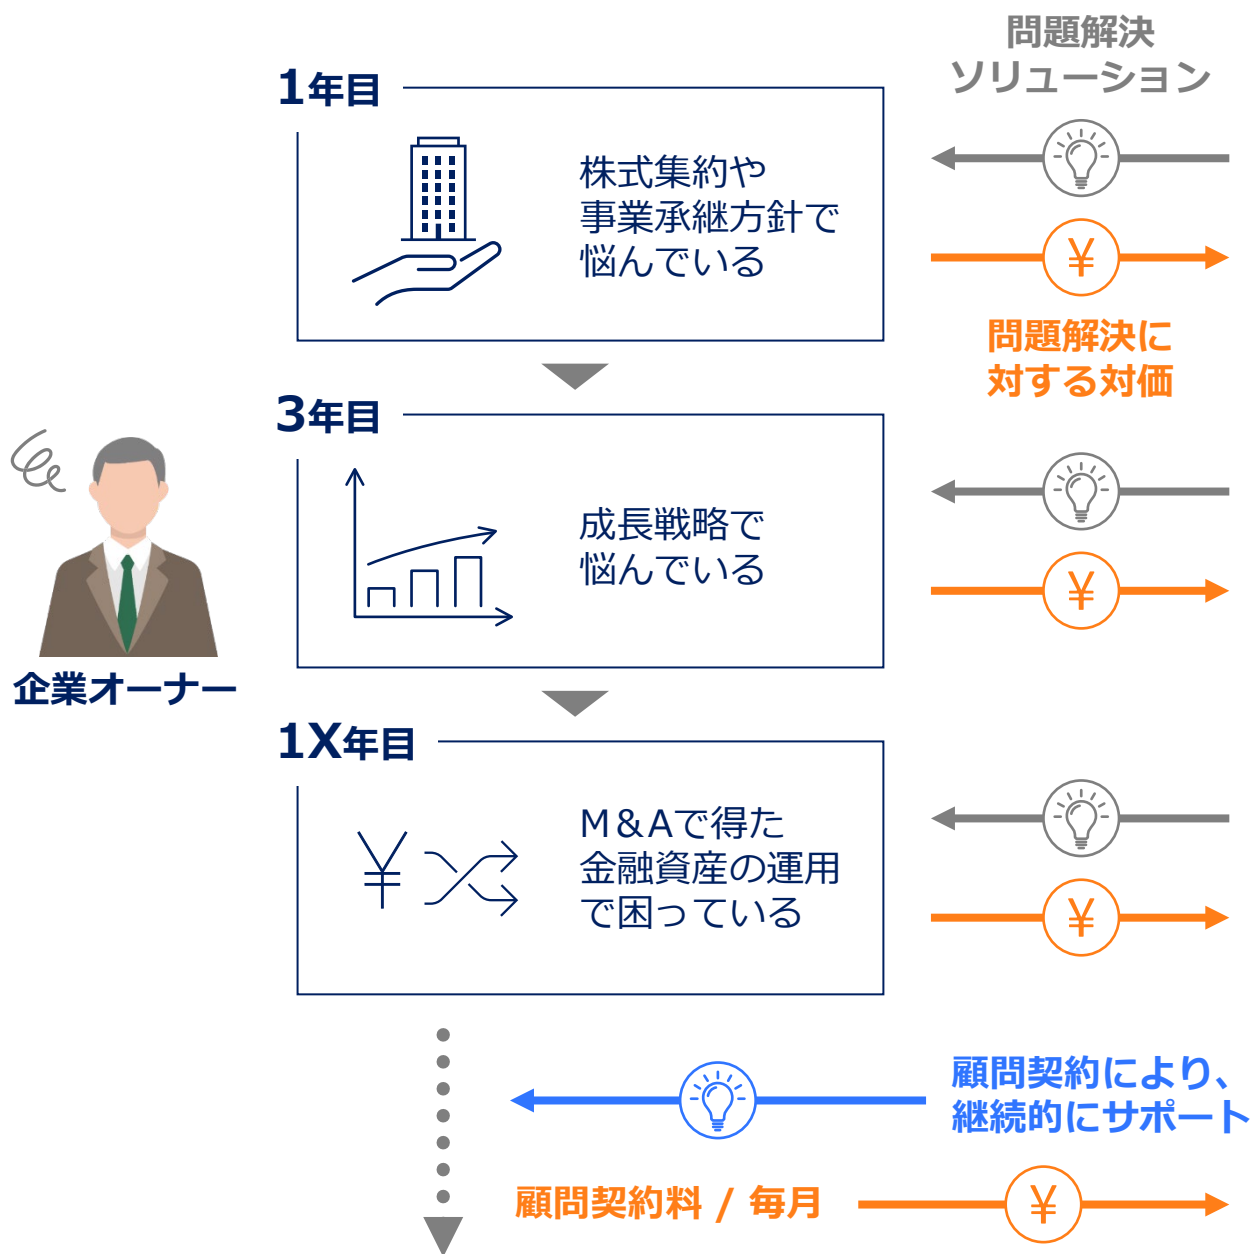 問題解決
ソリューション
1年目
株式集約や
事業承継方針で
悩んでいる
¥
問題解決に
対する対価
3年目
成長戦略で
悩んでいる
¥
企業オーナー
1X年目
¥
M&Aで得た
金融資産の運用
で困っている
¥
顧問契約により、
継続的にサポート
顧問契約料 / 毎月
¥